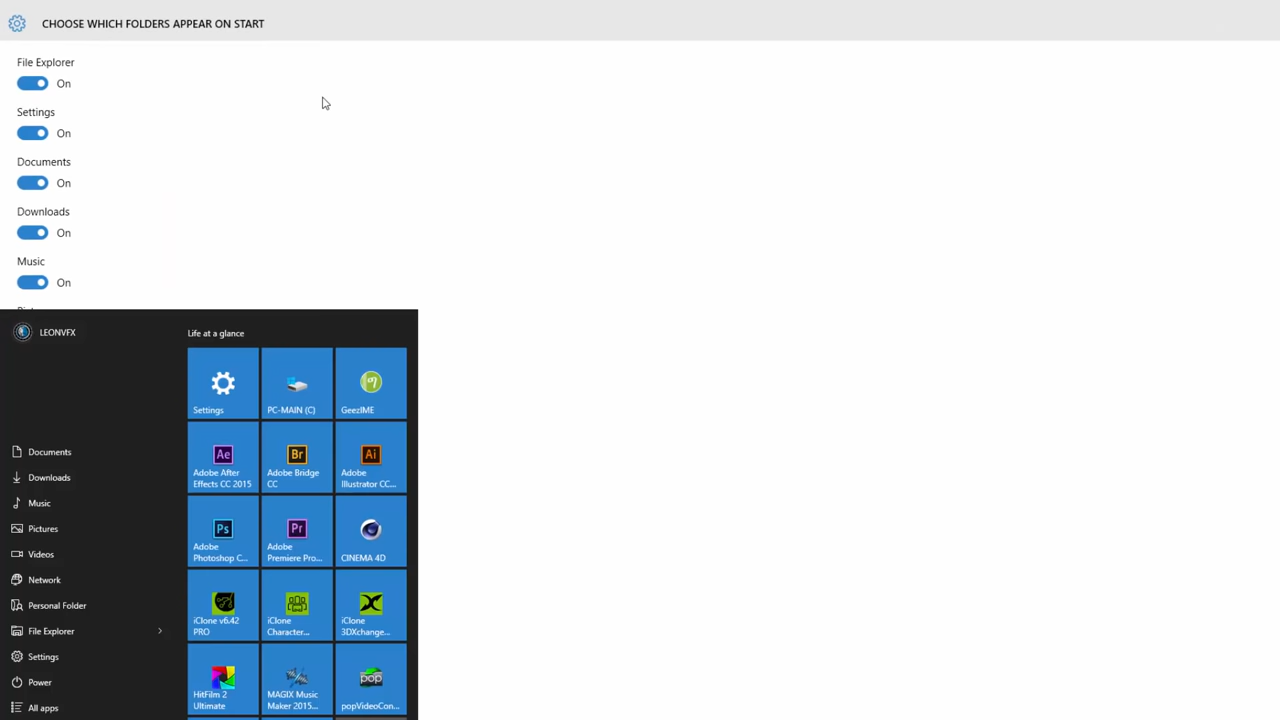 CHOOSE WHICH FOLDERS APPEAR ON START
File Explorer
On
Settings
On
Documents
On
Downloads
On
Music
On
LEONVFX
Documents
Downloads
Music
Pictures
Videos
Network
Personal Folder
File Explorer
Settings
Power
All apps
Life at a glance
Settings
PC-MAIN (C)
GeezIME
Ae
Adobe After
Effects CC 2015
Br
Adobe Bridge
CC
Ai
Adobe
Illustrator CC...
Ps
Adobe
Photoshop C...
Pr
Adobe
Premiere Pro...
CINEMA 4D
iClone v6.42
PRO
iClone
Character...
iClone
3DXchange...
HitFilm 2
Ultimate
MAGIX Music
Maker 2015...
pop
popVideoCon...